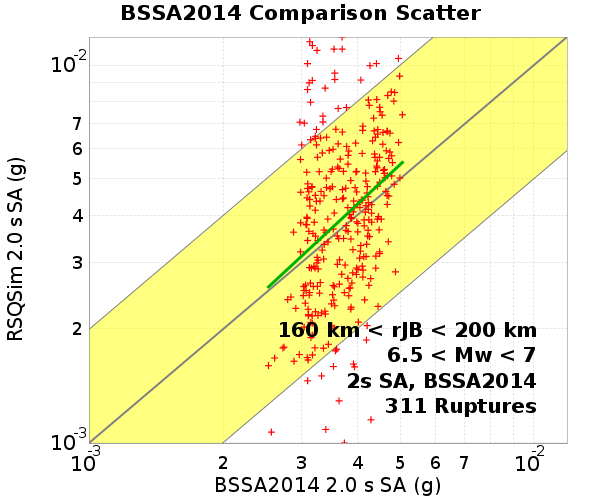 BSSA2014 Comparison Scatter
RSQSim 2.0 s SA (g)
10-2
7
6
5
4
3
2
10-3
160 km < rJB < 200 km
6.5 < Mw < 7
2s SA, BSSA2014
311 Ruptures
10-3 2 3 4 5 6 7 10-2
BSSA2014 2.0 s SA (g)